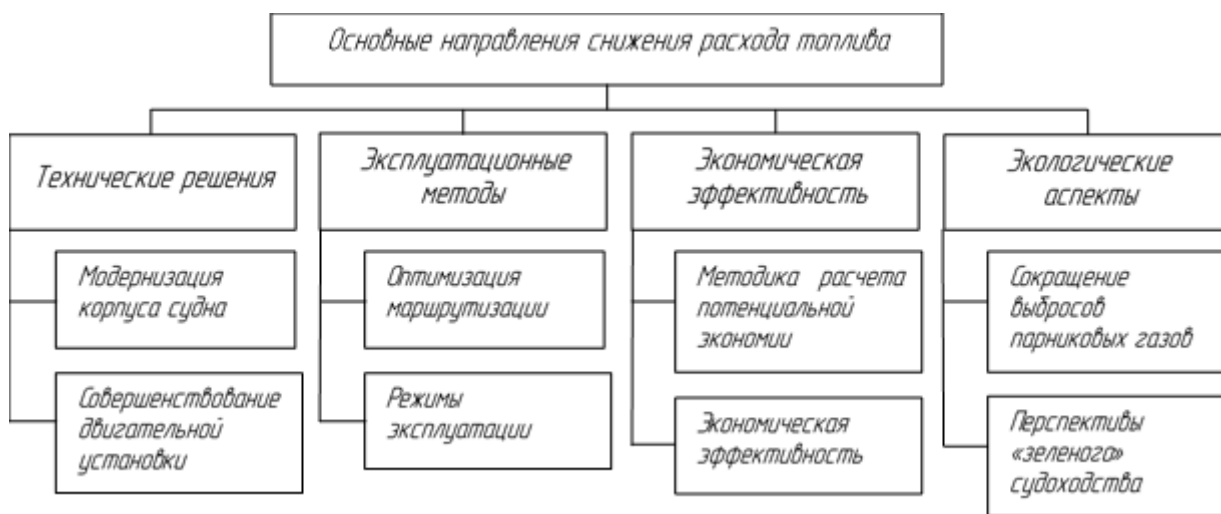 Основные направления снижения расхода топлива
Технические решения
Эксплуатационные
методы
Экономическая
эффективность
Экологические
аспекты
Модернизация
корпуса судна
Совершенствование
двигательной
установки
Оптимизация
маршрутизации
Режимы
эксплуатации
Методика расчета
потенциальной
экономии
Экономическая
эффективность
Сокращение
выбросов
парниковых газов
Перспективы
«зеленого»
судоходства